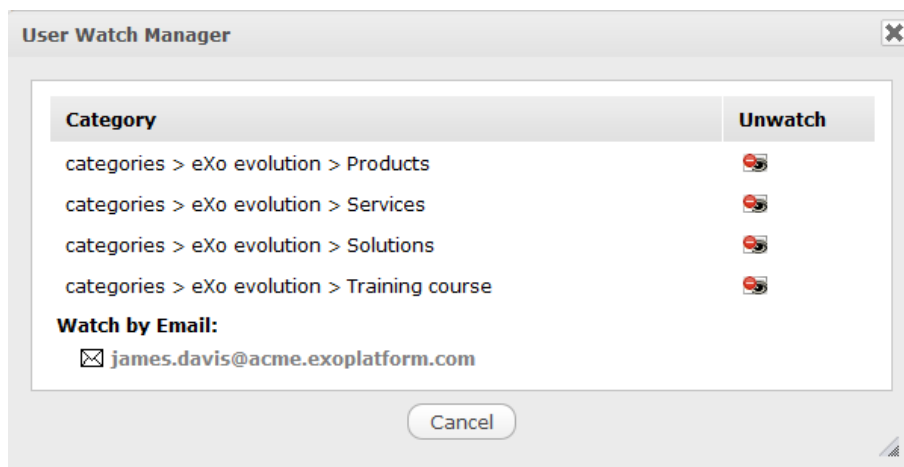 User Watch Manager
Category Unwatch
categories > eXo evolution > Products
categories > eXo evolution > Services
categories > eXo evolution > Solutions
categories > eXo evolution > Training course
Watch by Email:
james.davis@acme.exoplatform.com
Cancel